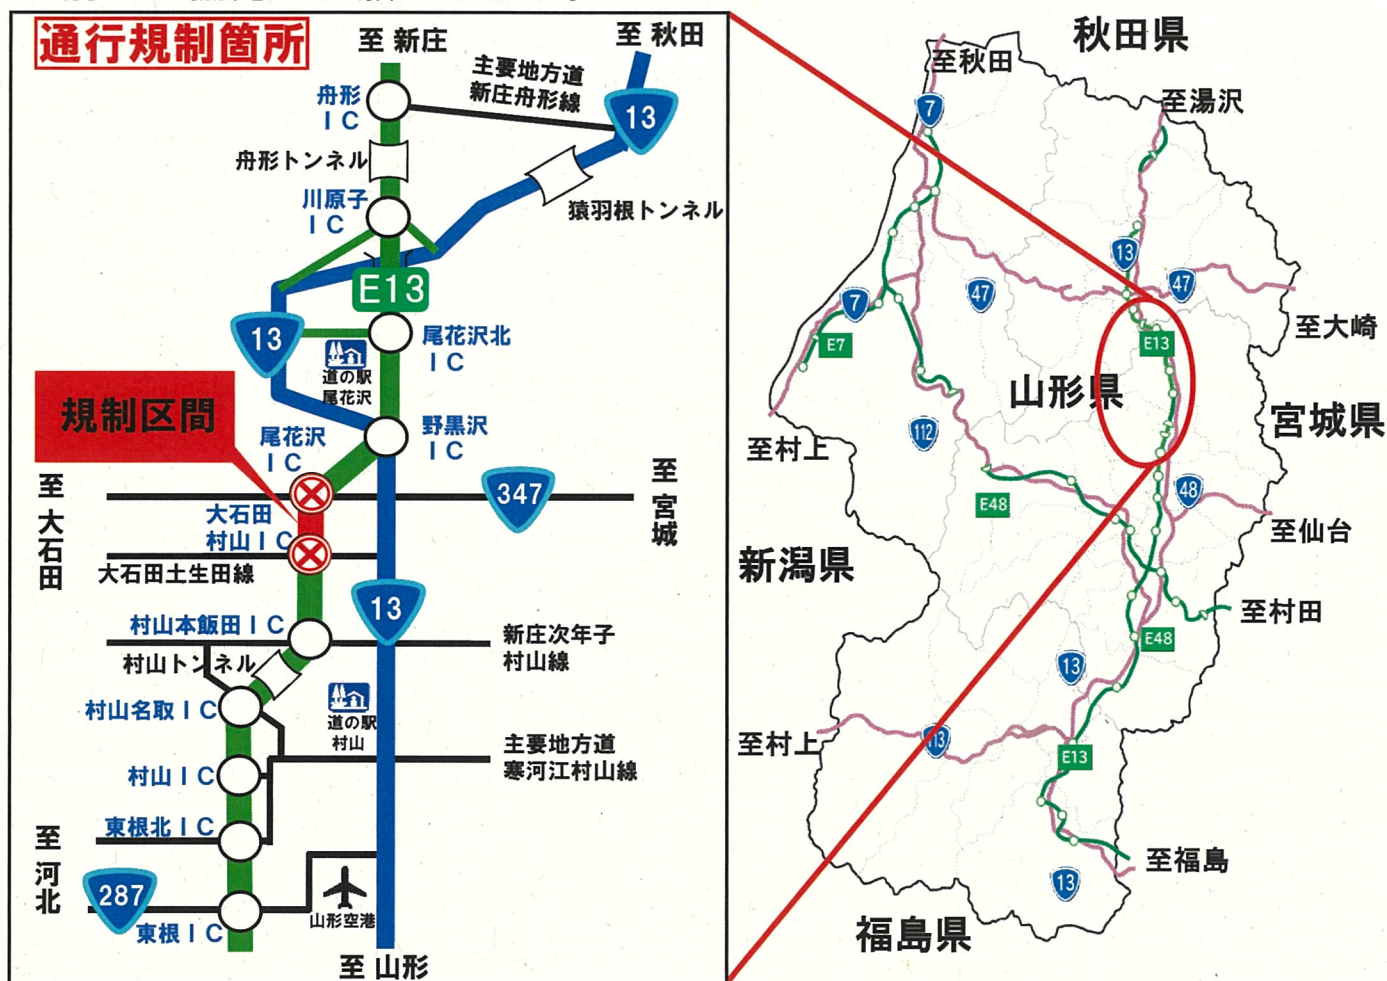 通行規制箇所
至 新庄
至 秋田
主要地方道
新庄舟形線
舟形
IC
13
舟形トンネル
川原子
IC
猿羽根トンネル
E13
13
尾花沢北
IC
道の駅
尾花沢
規制区間
尾花沢
IC
野黒沢
IC
至 大石田
347
至 宮城
大石田
村山IC
大石田土生田線
13
村山本飯田IC
新庄次年子
村山線
村山トンネル
村山名取IC
道の駅
村山
主要地方道
寒河江村山線
村山IC
東根北IC
至 河北
287
東根IC
山形空港
至 山形
秋田県
至秋田
至湯沢
7
13
47
47
7
E7
至大崎
E13
山形県
宮城県
112
至村上
E48
48
至仙台
新潟県
至村田
E48
13
至村上
113
E13
至福島
13
福島県